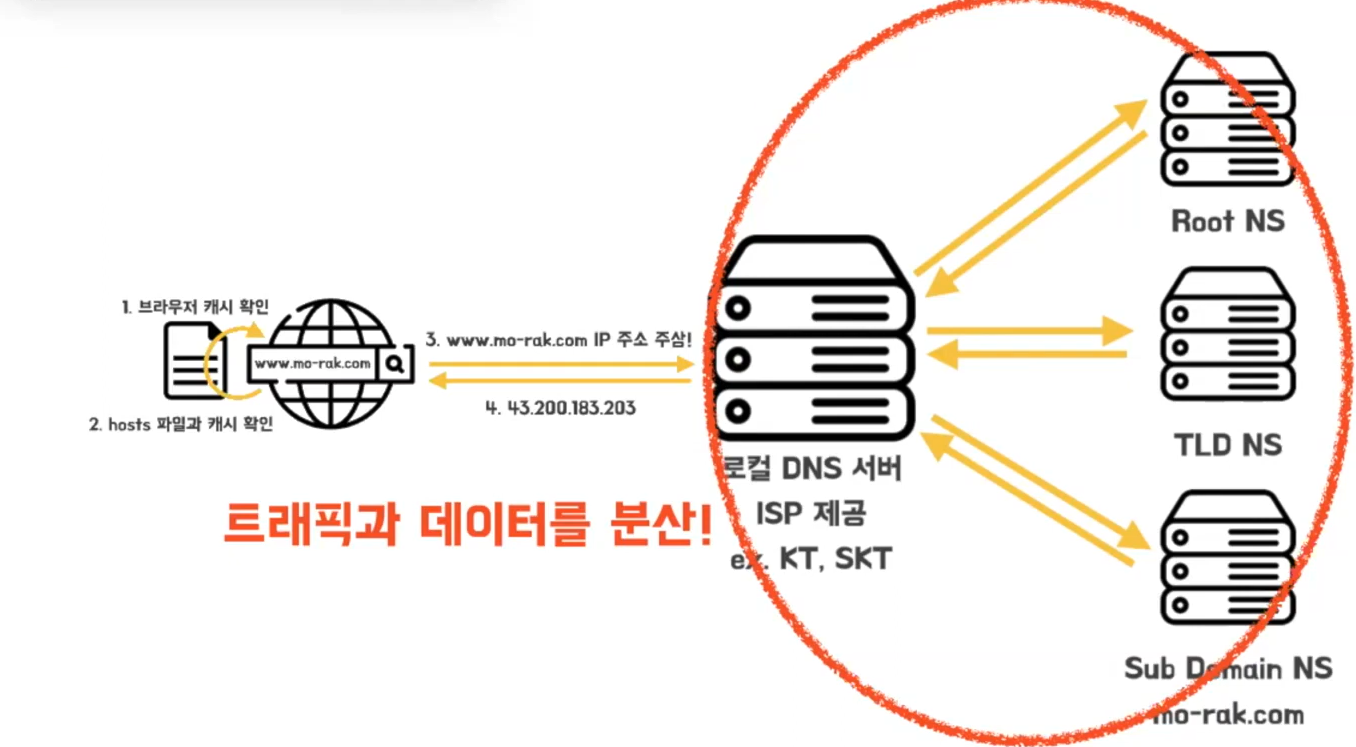 1. 브라우저 캐시 확인
www.mo-rak.com
2. hosts 파일과 캐시 확인
3. www.mo-rak.com IP 주소 주삼!
4. 43.200.183.203
트래픽과 데이터를 분산!
로컬 DNS 서버
ISP 제공
ex. KT, SKT
Root NS
TLD NS
Sub Domain NS
mo-rak.com